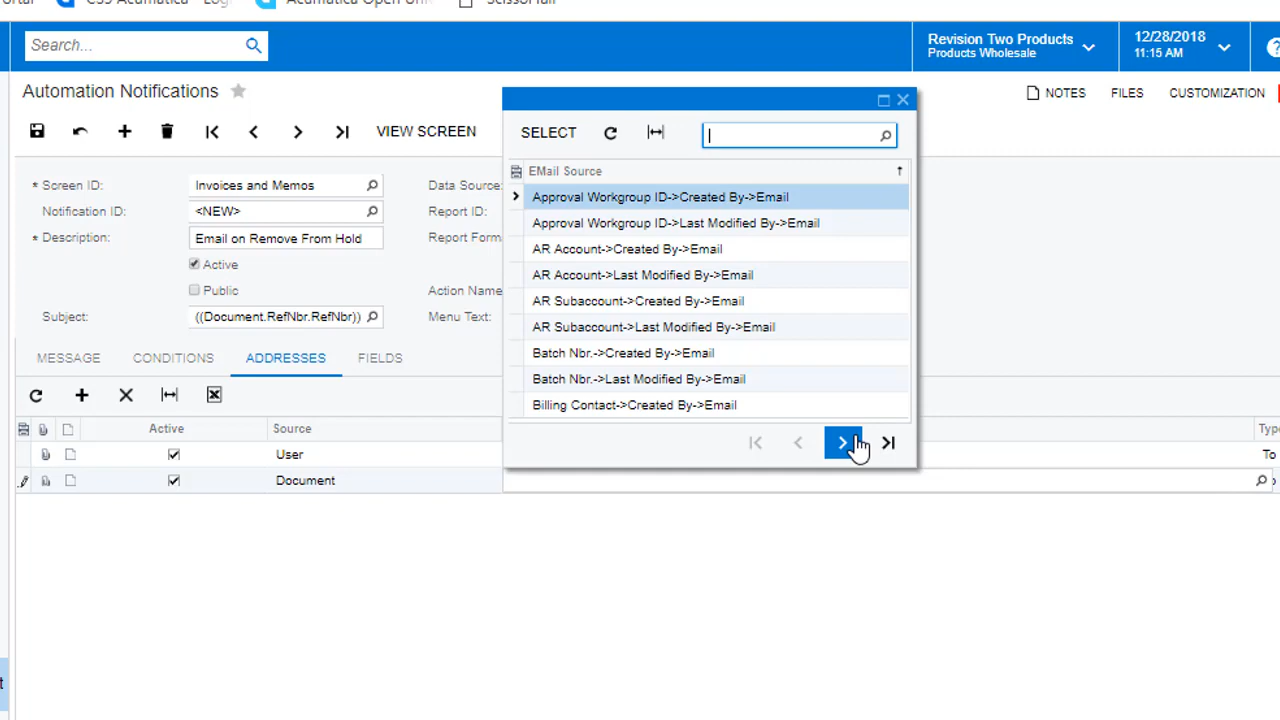 Search...
Revision Two Products
Products Wholesale
12/28/2018
11:15 AM
Automation Notifications
NOTES
FILES
CUSTOMIZATION
VIEW SCREEN
SELECT
* Screen ID:
Invoices and Memos
Data Source:
Notification ID:
<NEW>
Report ID:
* Description:
Email on Remove From Hold
Report Form
Active
Public
Action Name
Subject:
((Document.RefNbr.RefNbr))
Menu Text:
EMail Source
Approval Workgroup ID->Created By->Email
Approval Workgroup ID->Last Modified By->Email
AR Account->Created By->Email
AR Account->Last Modified By->Email
AR Subaccount->Created By->Email
AR Subaccount->Last Modified By->Email
Batch Nbr.->Created By->Email
Batch Nbr.->Last Modified By->Email
Billing Contact->Created By->Email
MESSAGE
CONDITIONS
ADDRESSES
FIELDS
Active
Source
Typ
User
To
Document